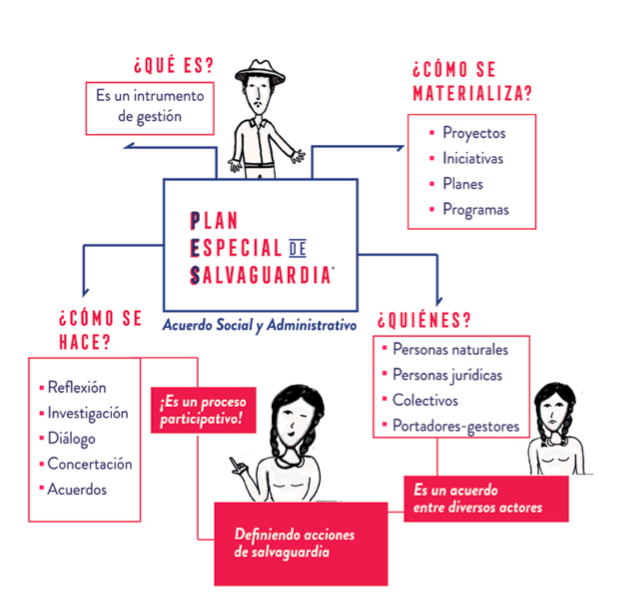 ¿QUÉ ES?
Es un intrumento
de gestión
¿CÓMO SE
MATERIALIZA?
Proyectos
Iniciativas
Planes
Programas
PLAN
ESPECIAL DE
SALVAGUARDIA*
Acuerdo Social y Administrativo
¿CÓMO SE
HACE?
Reflexión
Investigación
Diálogo
Concertación
Acuerdos
¡Es un proceso
participativo!
¿QUIÉNES?
Personas naturales
Personas jurídicas
Colectivos
Portadores-gestores
Es un acuerdo
entre diversos actores
Definiendo acciones
de salvaguardia